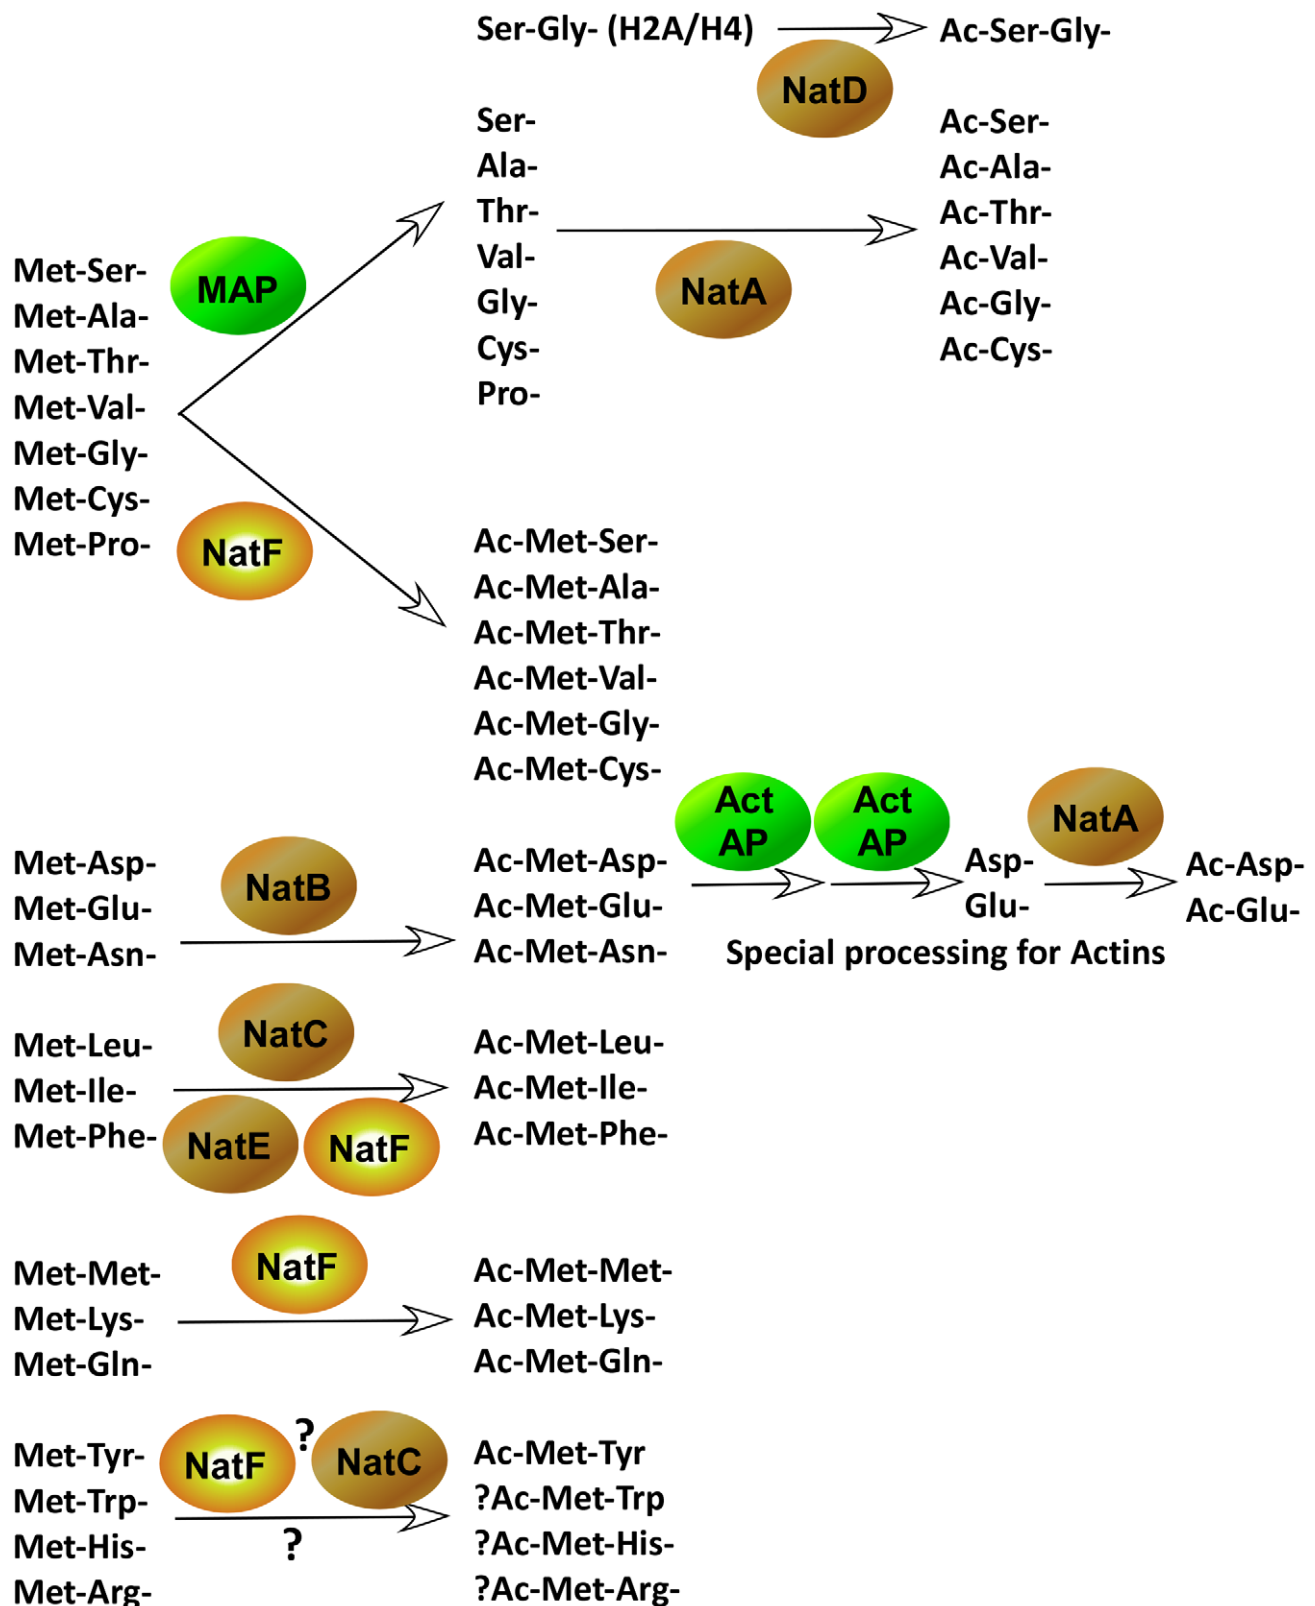 Ser-Gly- (H2A/H4)
Ac-Ser-Gly-
NatD
Ser-
Ala-
Thr-
Val-
Gly-
Cys-
Pro-
NatA
Ac-Ser-
Ac-Ala-
Ac-Thr-
Ac-Val-
Ac-Gly-
Ac-Cys-
Met-Ser-
Met-Ala-
Met-Thr-
Met-Val-
Met-Gly-
Met-Cys-
Met-Pro-
MAP
NatF
Ac-Met-Ser-
Ac-Met-Ala-
Ac-Met-Thr-
Ac-Met-Val-
Ac-Met-Gly-
Ac-Met-Cys-
Met-Asp-
Met-Glu-
Met-Asn-
NatB
Ac-Met-Asp-
Ac-Met-Glu-
Ac-Met-Asn-
Act
AP
Act
AP
Asp-
Glu-
NatA
Ac-Asp-
Ac-Glu-
Special processing for Actins
Met-Leu-
Met-Ile-
Met-Phe-
NatC
NatE
NatF
Ac-Met-Leu-
Ac-Met-Ile-
Ac-Met-Phe-
Met-Met-
Met-Lys-
Met-Gln-
NatF
Ac-Met-Met-
Ac-Met-Lys-
Ac-Met-Gln-
Met-Tyr-
Met-Trp-
Met-His-
Met-Arg-
NatF
?
NatC
?
Ac-Met-Tyr
?Ac-Met-Trp
?Ac-Met-His-
?Ac-Met-Arg-